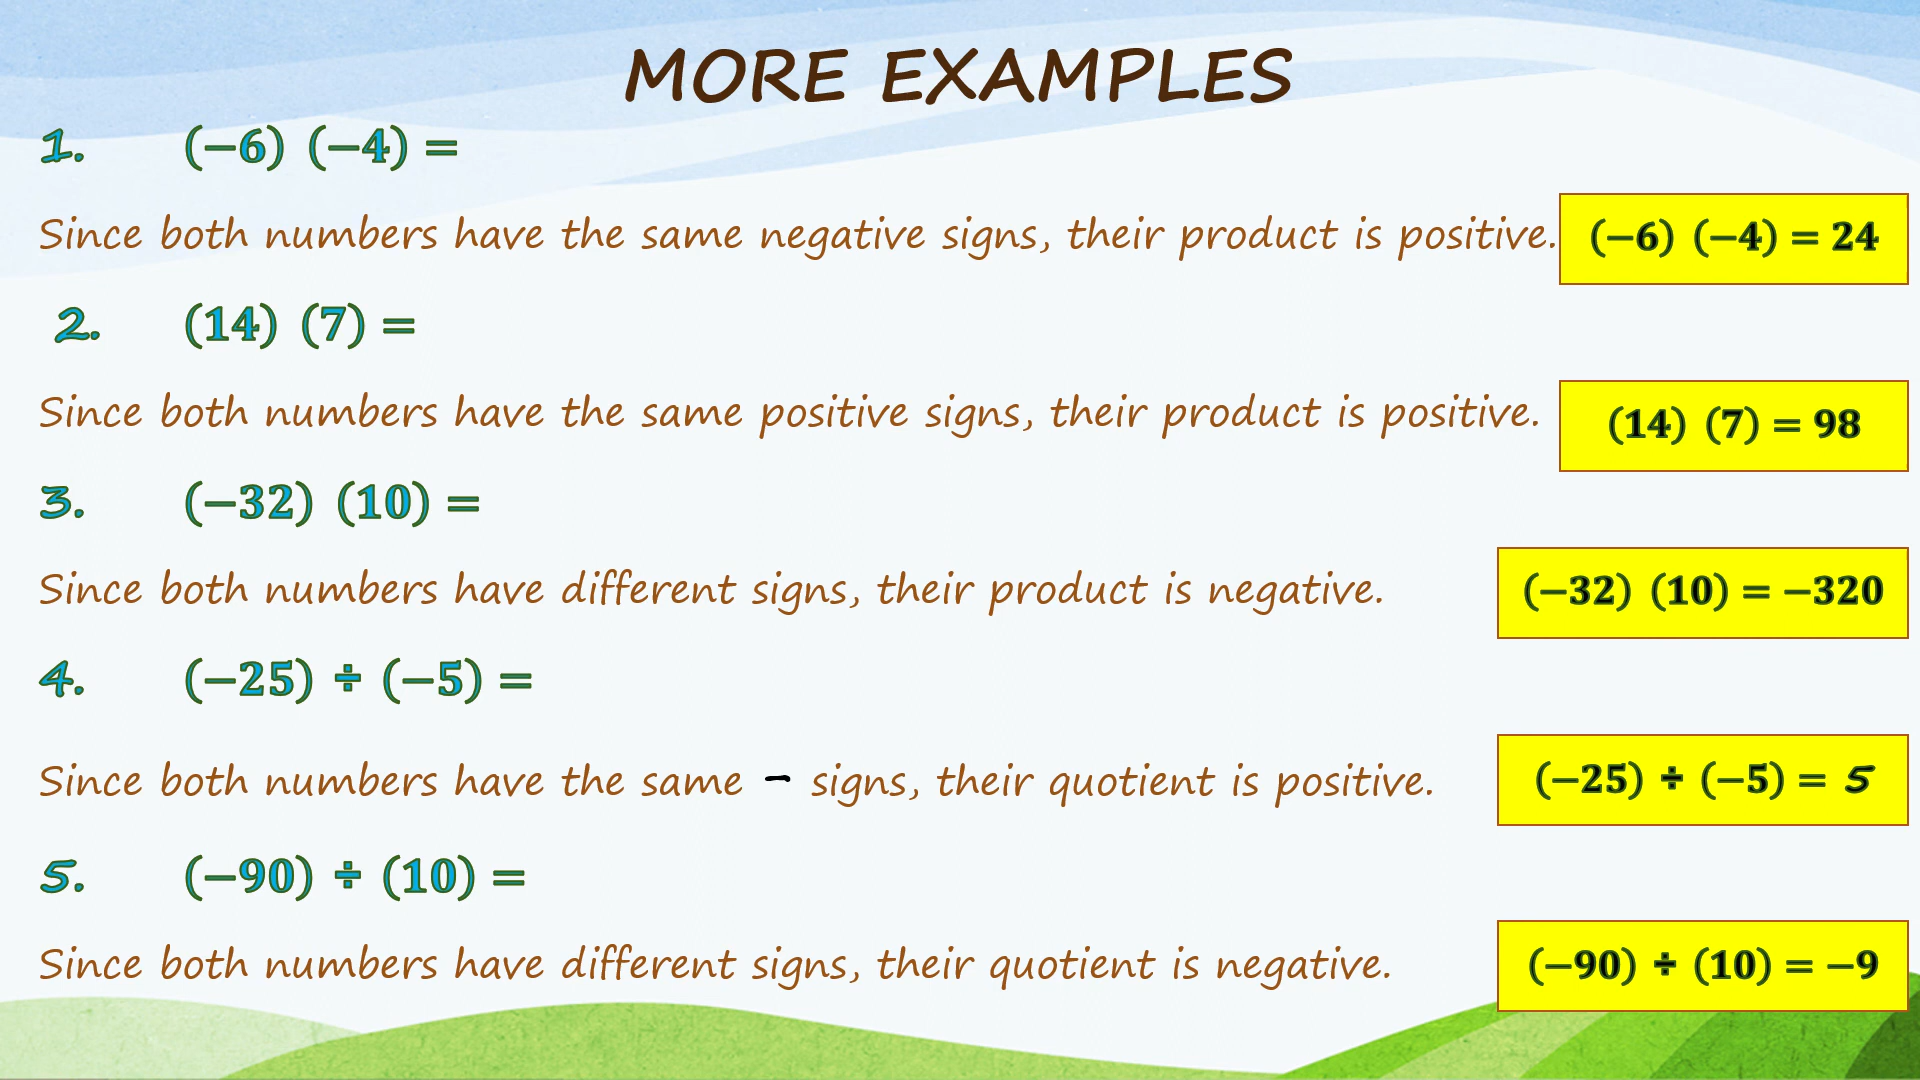 MORE EXAMPLES
1. (−6) (−4) =
Since both numbers have the same negative signs, their product is positive. (−6) (−4) = 24
2. (14) (7) =
Since both numbers have the same positive signs, their product is positive. (14) (7) = 98
3. (−32) (10) =
Since both numbers have different signs, their product is negative. (−32) (10) = −320
4. (−25) ÷ (−5) =
Since both numbers have the same − signs, their quotient is positive. (−25) ÷ (−5) = 5
5. (−90) ÷ (10) =
Since both numbers have different signs, their quotient is negative. (−90) ÷ (10) = −9